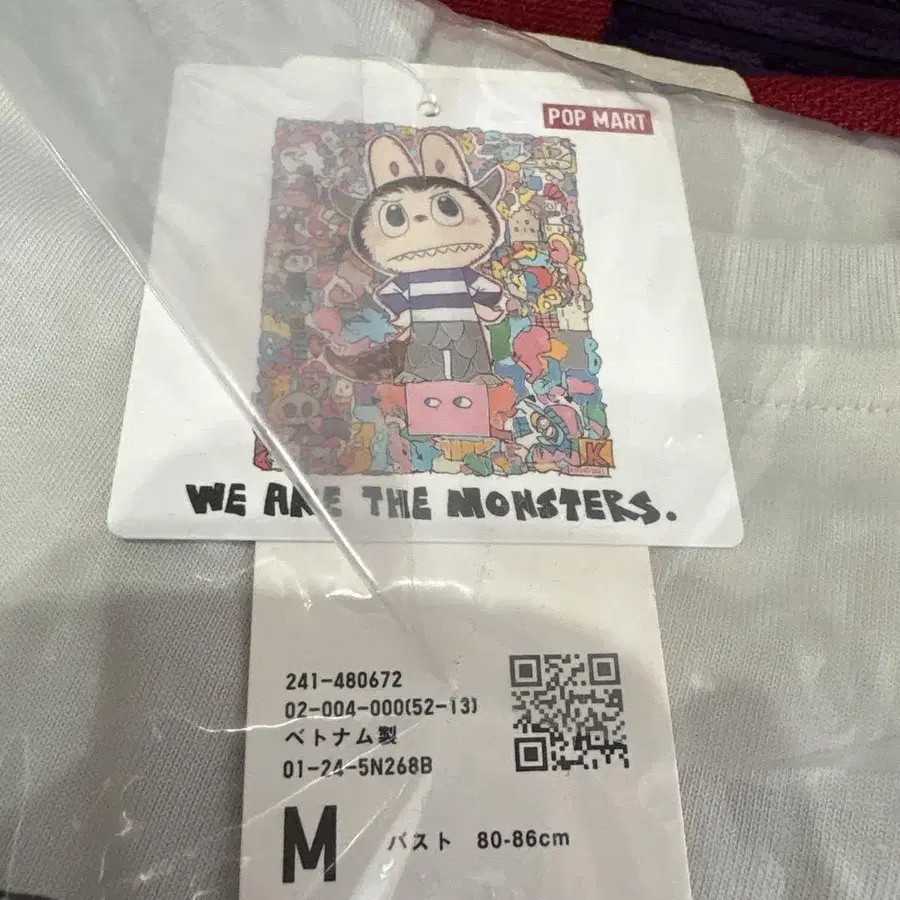 POP MART
K
WE ARE THE MONSTERS.
241-480672
02-004-000(52-13)
ベトナム製
01-24-5N268B
M
バスト 80-86cm